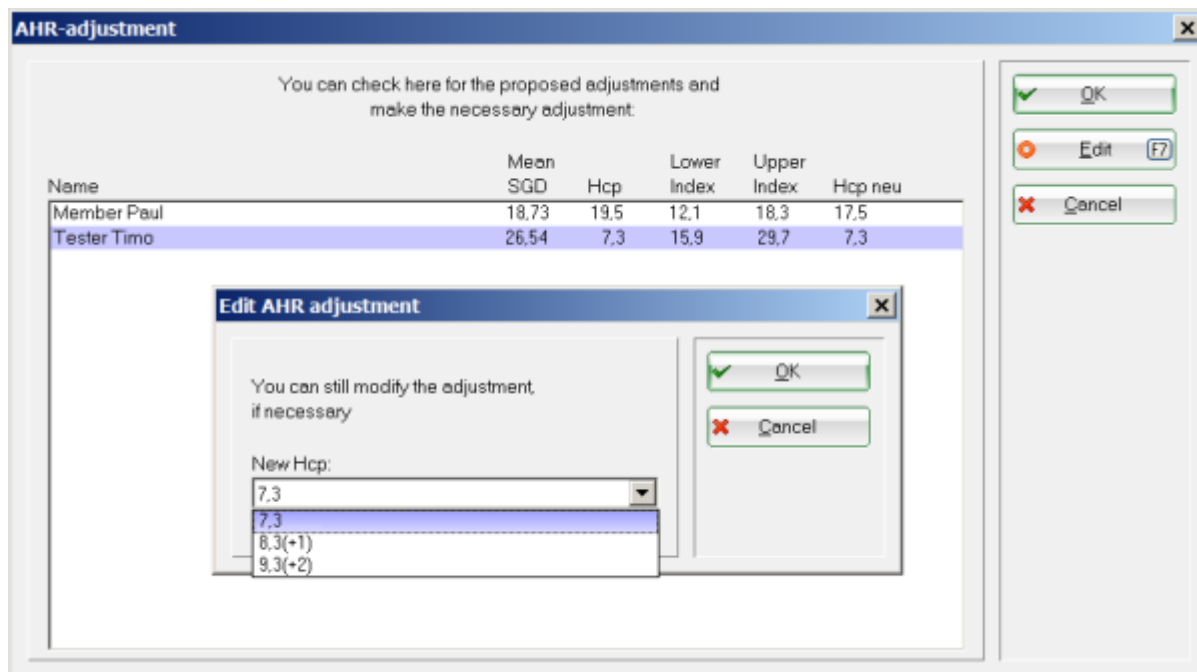 AHR-adjustment
You can check here for the proposed adjustments and
make the necessary adjustment:
OK
Edit F7
Cancel
Mean Lower Upper
Name SGD Hcp Index Index Hcp neu
Member Paul 18,73 19,5 12,1 18,3 17,5
Tester Timo 26,54 7,3 15,9 29,7 7,3
Edit AHR adjustment
You can still modify the adjustment,
if necessary
OK
Cancel
New Hcp:
7,3
7,3
8,3(+1)
9,3(+2)